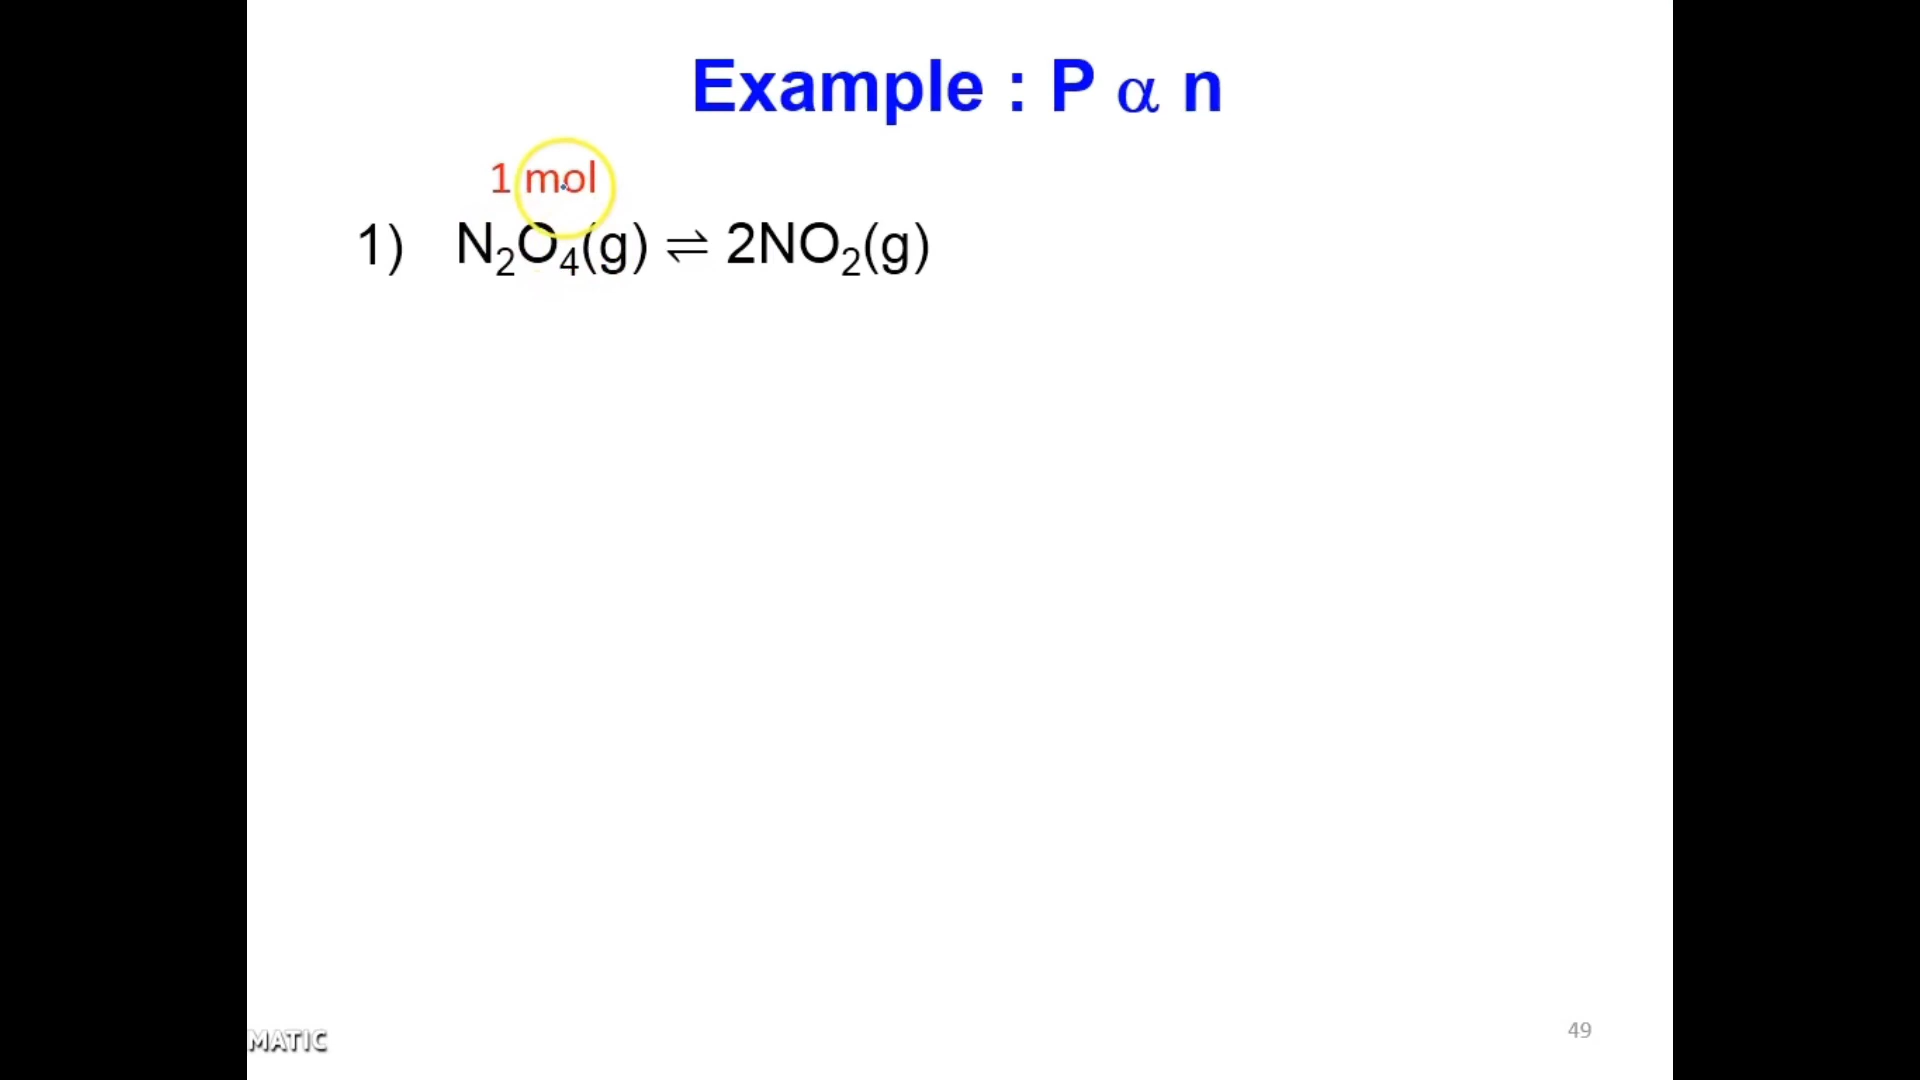 Example : P α n
1 mol
1) N₂O₄(g) ⇌ 2NO₂(g)
MATIC
49